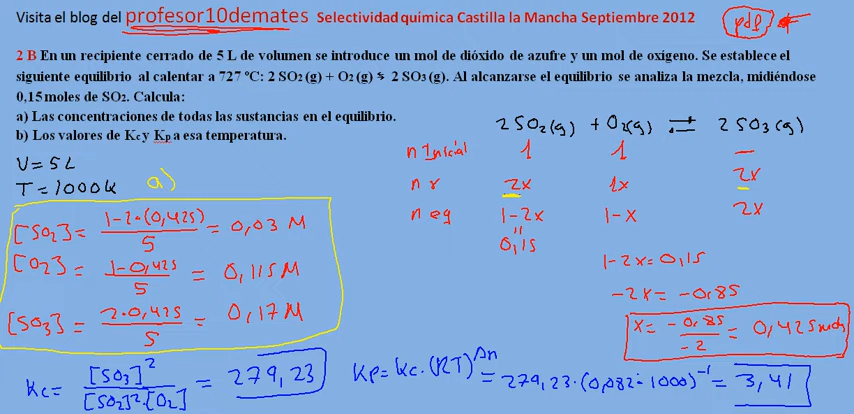 Visita el blog del profesor10demates Selectividad química Castilla la Mancha Septiembre 2012
pdf
2 B En un recipiente cerrado de 5 L de volumen se introduce un mol de dióxido de azufre y un mol de oxígeno. Se establece el
siguiente equilibrio al calentar a 727 ºC: 2 SO2 (g) + O2 (g) ⇆ 2 SO3 (g). Al alcanzarse el equilibrio se analiza la mezcla, midiéndose
0,15 moles de SO2. Calcula:
a) Las concentraciones de todas las sustancias en el equilibrio.
b) Los valores de Kc y Kp a esa temperatura.
2 SO2(g) + O2(g) ⇌ 2 SO3(g)
n Inicial 1 1 —
n r 2x 1x 2x
n eq 1-2x 1-x 2x
"
0,15
V = 5 L
T = 1000 K
a)
[SO2] = 1-2·(0,425) / 5 = 0,03 M
[O2] = 1-0,425 / 5 = 0,115 M
[SO3] = 2·0,425 / 5 = 0,17 M
1-2x = 0,15
-2x = -0,85
x = -0,85 / -2 = 0,425 mols
Kc = [SO3]² / [SO2]²·[O2] = 279,23
Kp = Kc·(RT)^Δn = 279,23·(0,082·1000)^-1 = 3,41